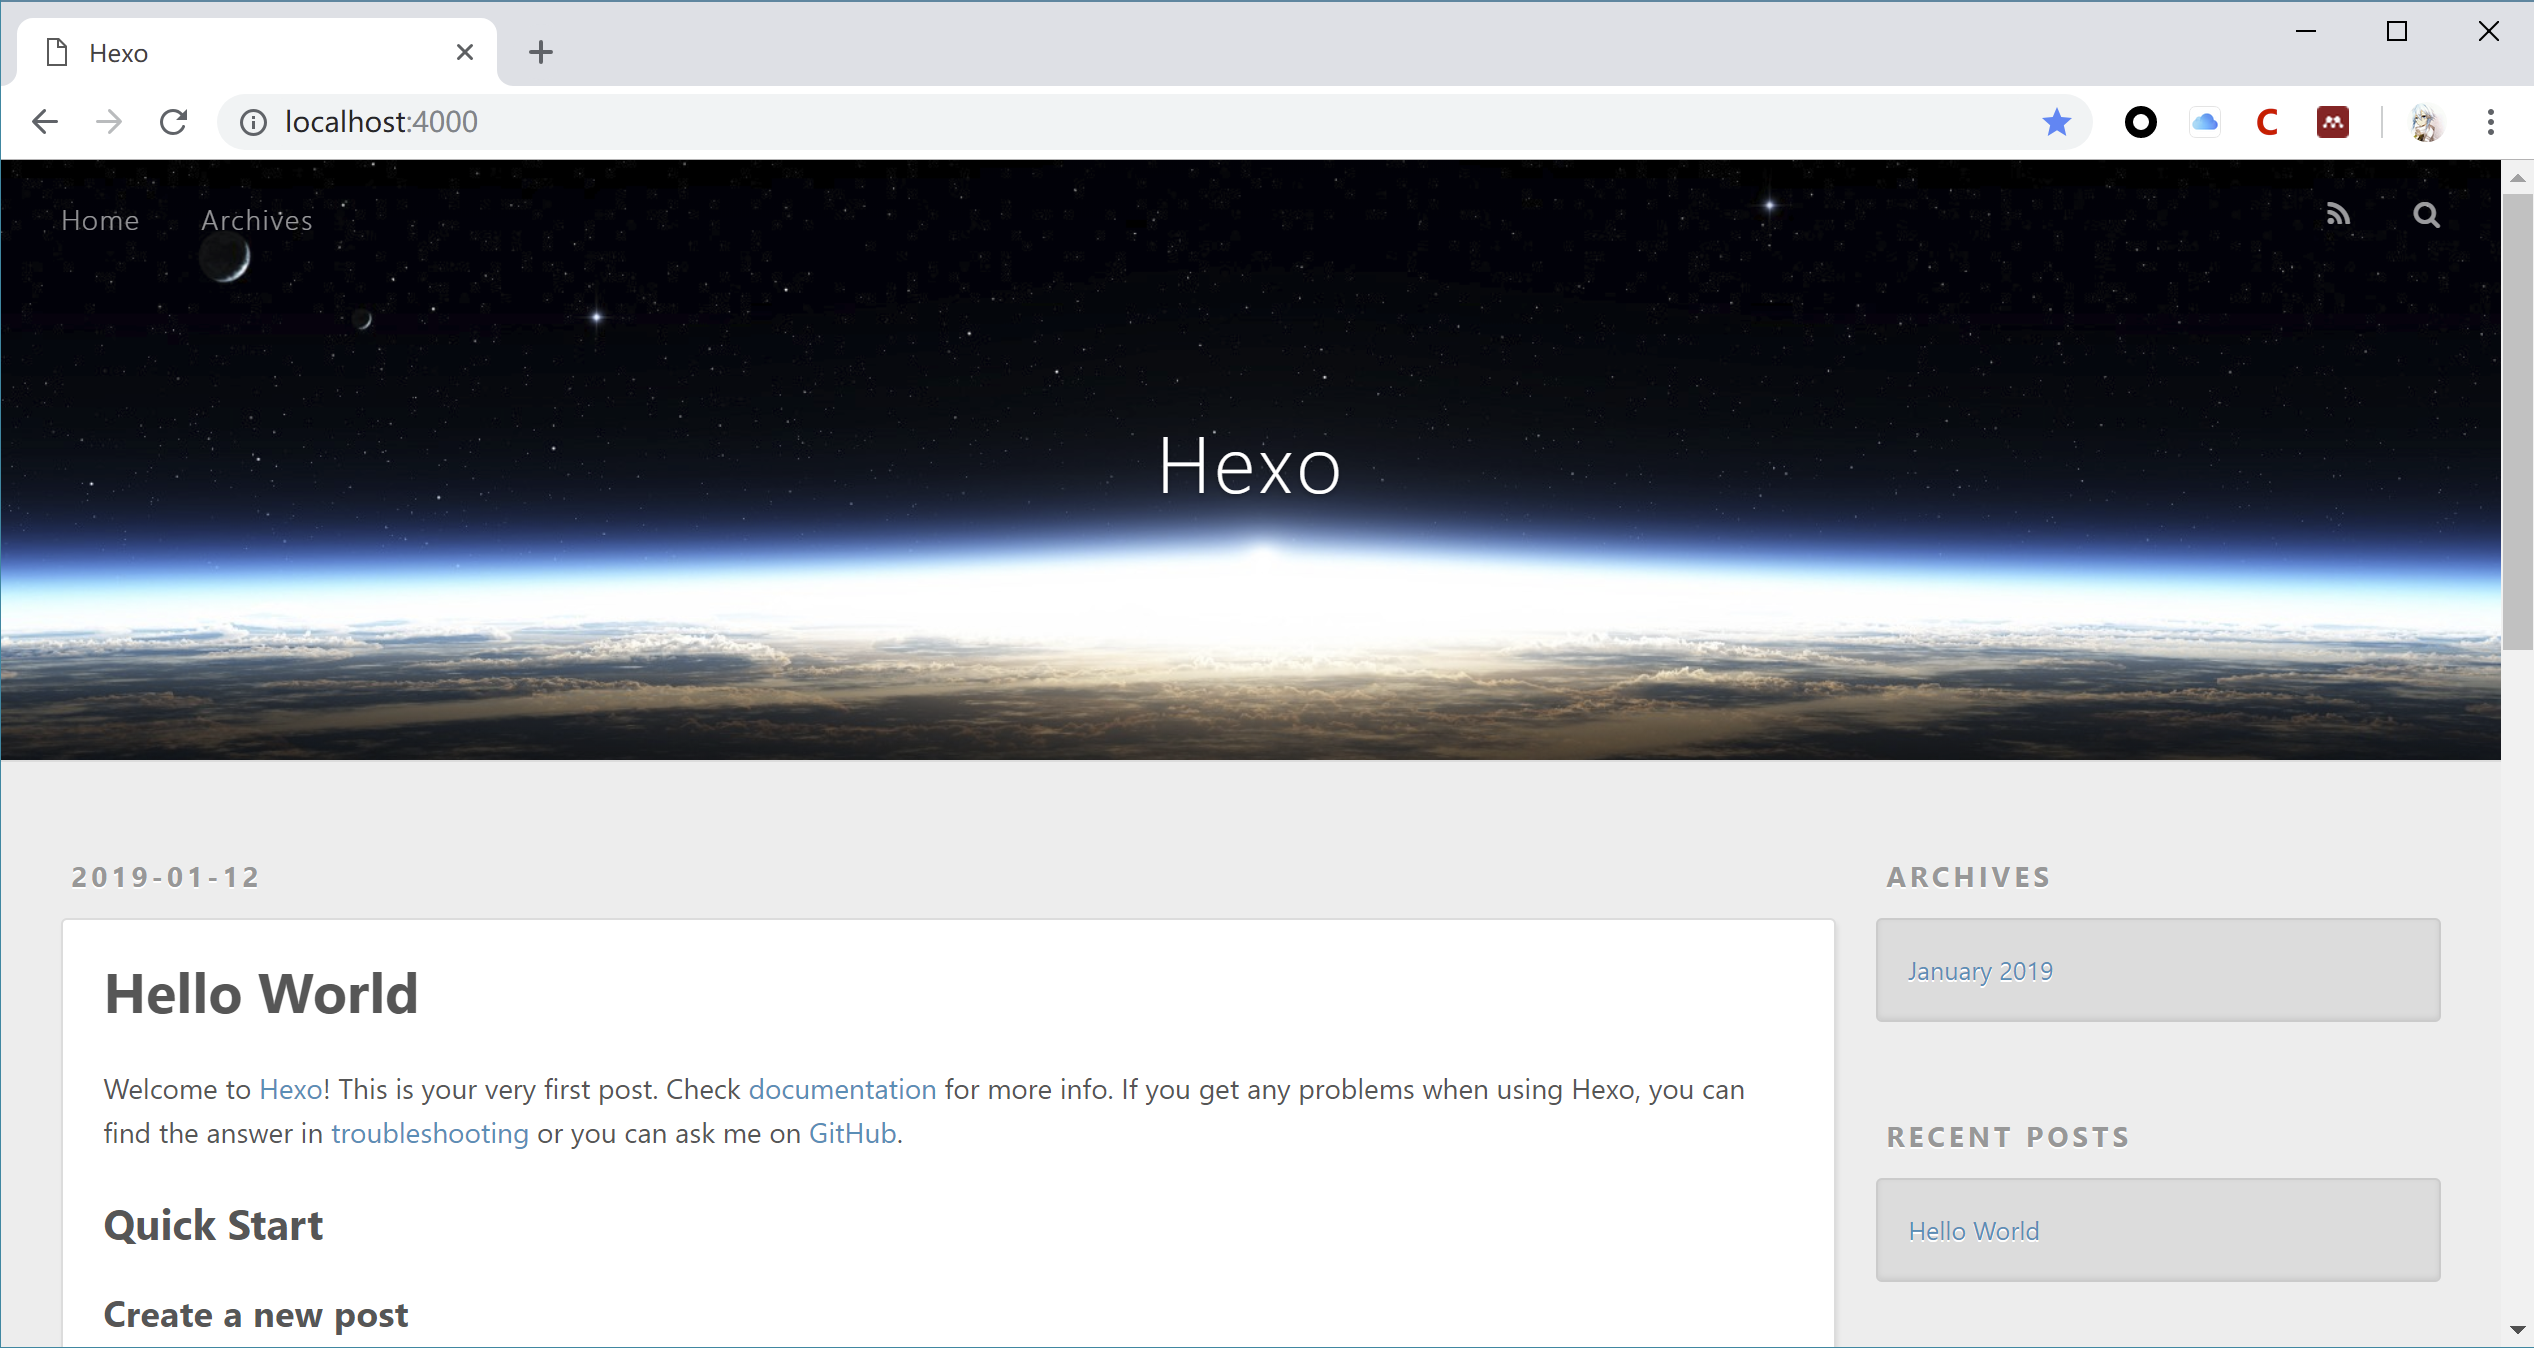 Hexo
localhost:4000
C
Home
Archives
Hexo
2019-01-12
Hello World
Welcome to Hexo! This is your very first post. Check documentation for more info. If you get any problems when using Hexo, you can
find the answer in troubleshooting or you can ask me on GitHub.
Quick Start
Create a new post
ARCHIVES
January 2019
RECENT POSTS
Hello World